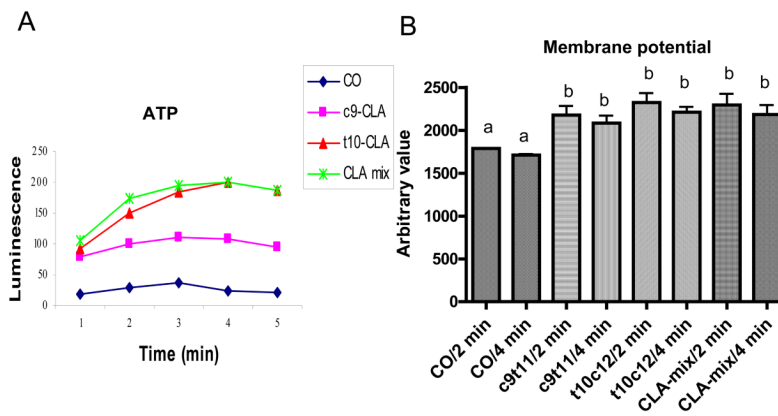 A
ATP
CO
c9-CLA
t10-CLA
CLA mix
Luminescence
250
200
150
100
50
0
1 2 3 4 5
Time (min)
B
Membrane potential
Arbitrary value
2500
2000
1500
1000
500
0
a a b b b b b b
CO/2 min
CO/4 min
c9t11/2 min
c9t11/4 min
t10c12/2 min
t10c12/4 min
CLA-mix/2 min
CLA-mix/4 min